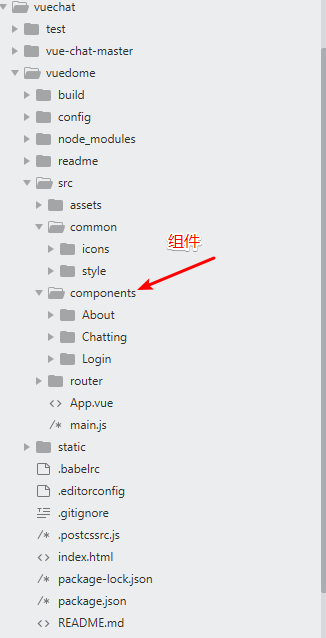 vuechat
test
vue-chat-master
vuedome
build
config
node_modules
readme
src
assets
common
组件
icons
style
components
About
Chatting
Login
router
<> App.vue
/* main.js
static
.babelrc
.editorconfig
.gitignore
/* .postcssrc.js
<> index.html
/* package-lock.json
/* package.json
<> README.md